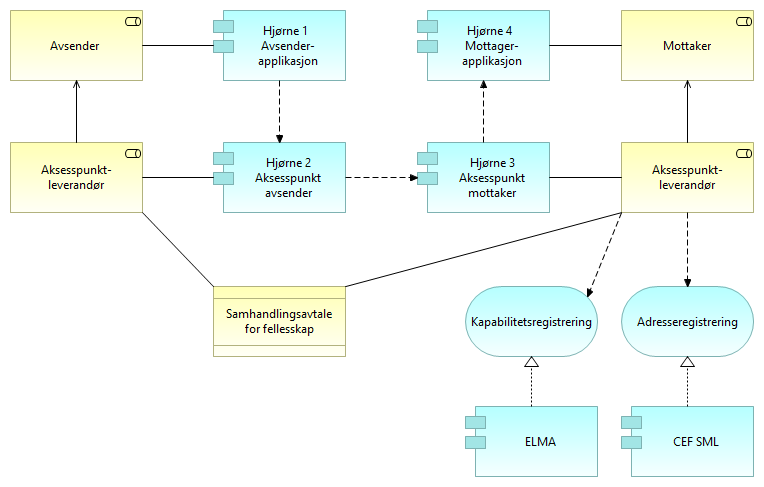 Avsender
Hjørne 1
Avsender-
applikasjon
Hjørne 4
Mottager-
applikasjon
Mottaker
Aksesspunkt-
leverandør
Hjørne 2
Aksesspunkt
avsender
Hjørne 3
Aksesspunkt
mottaker
Aksesspunkt-
leverandør
Samhandlingsavtale
for fellesskap
Kapabilitetsregistrering
Adresseregistrering
ELMA
CEF SML